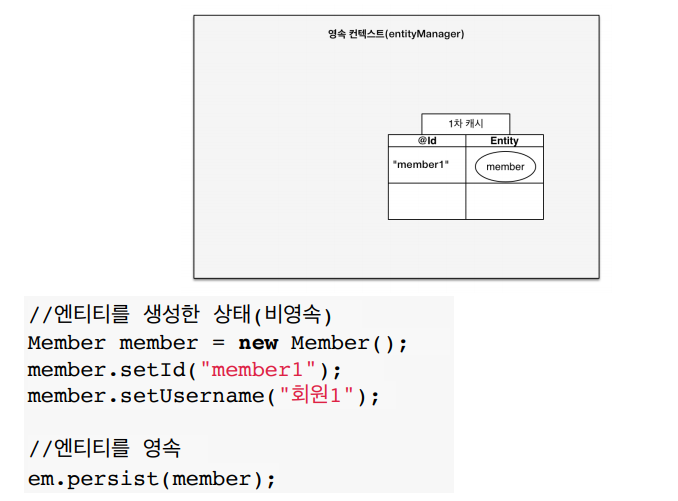 영속 컨텍스트(entityManager)
1차 캐시
@Id Entity
"member1" member
//엔티티를 생성한 상태(비영속)
Member member = new Member();
member.setId("member1");
member.setUsername("회원1");
//엔티티를 영속
em.persist(member);